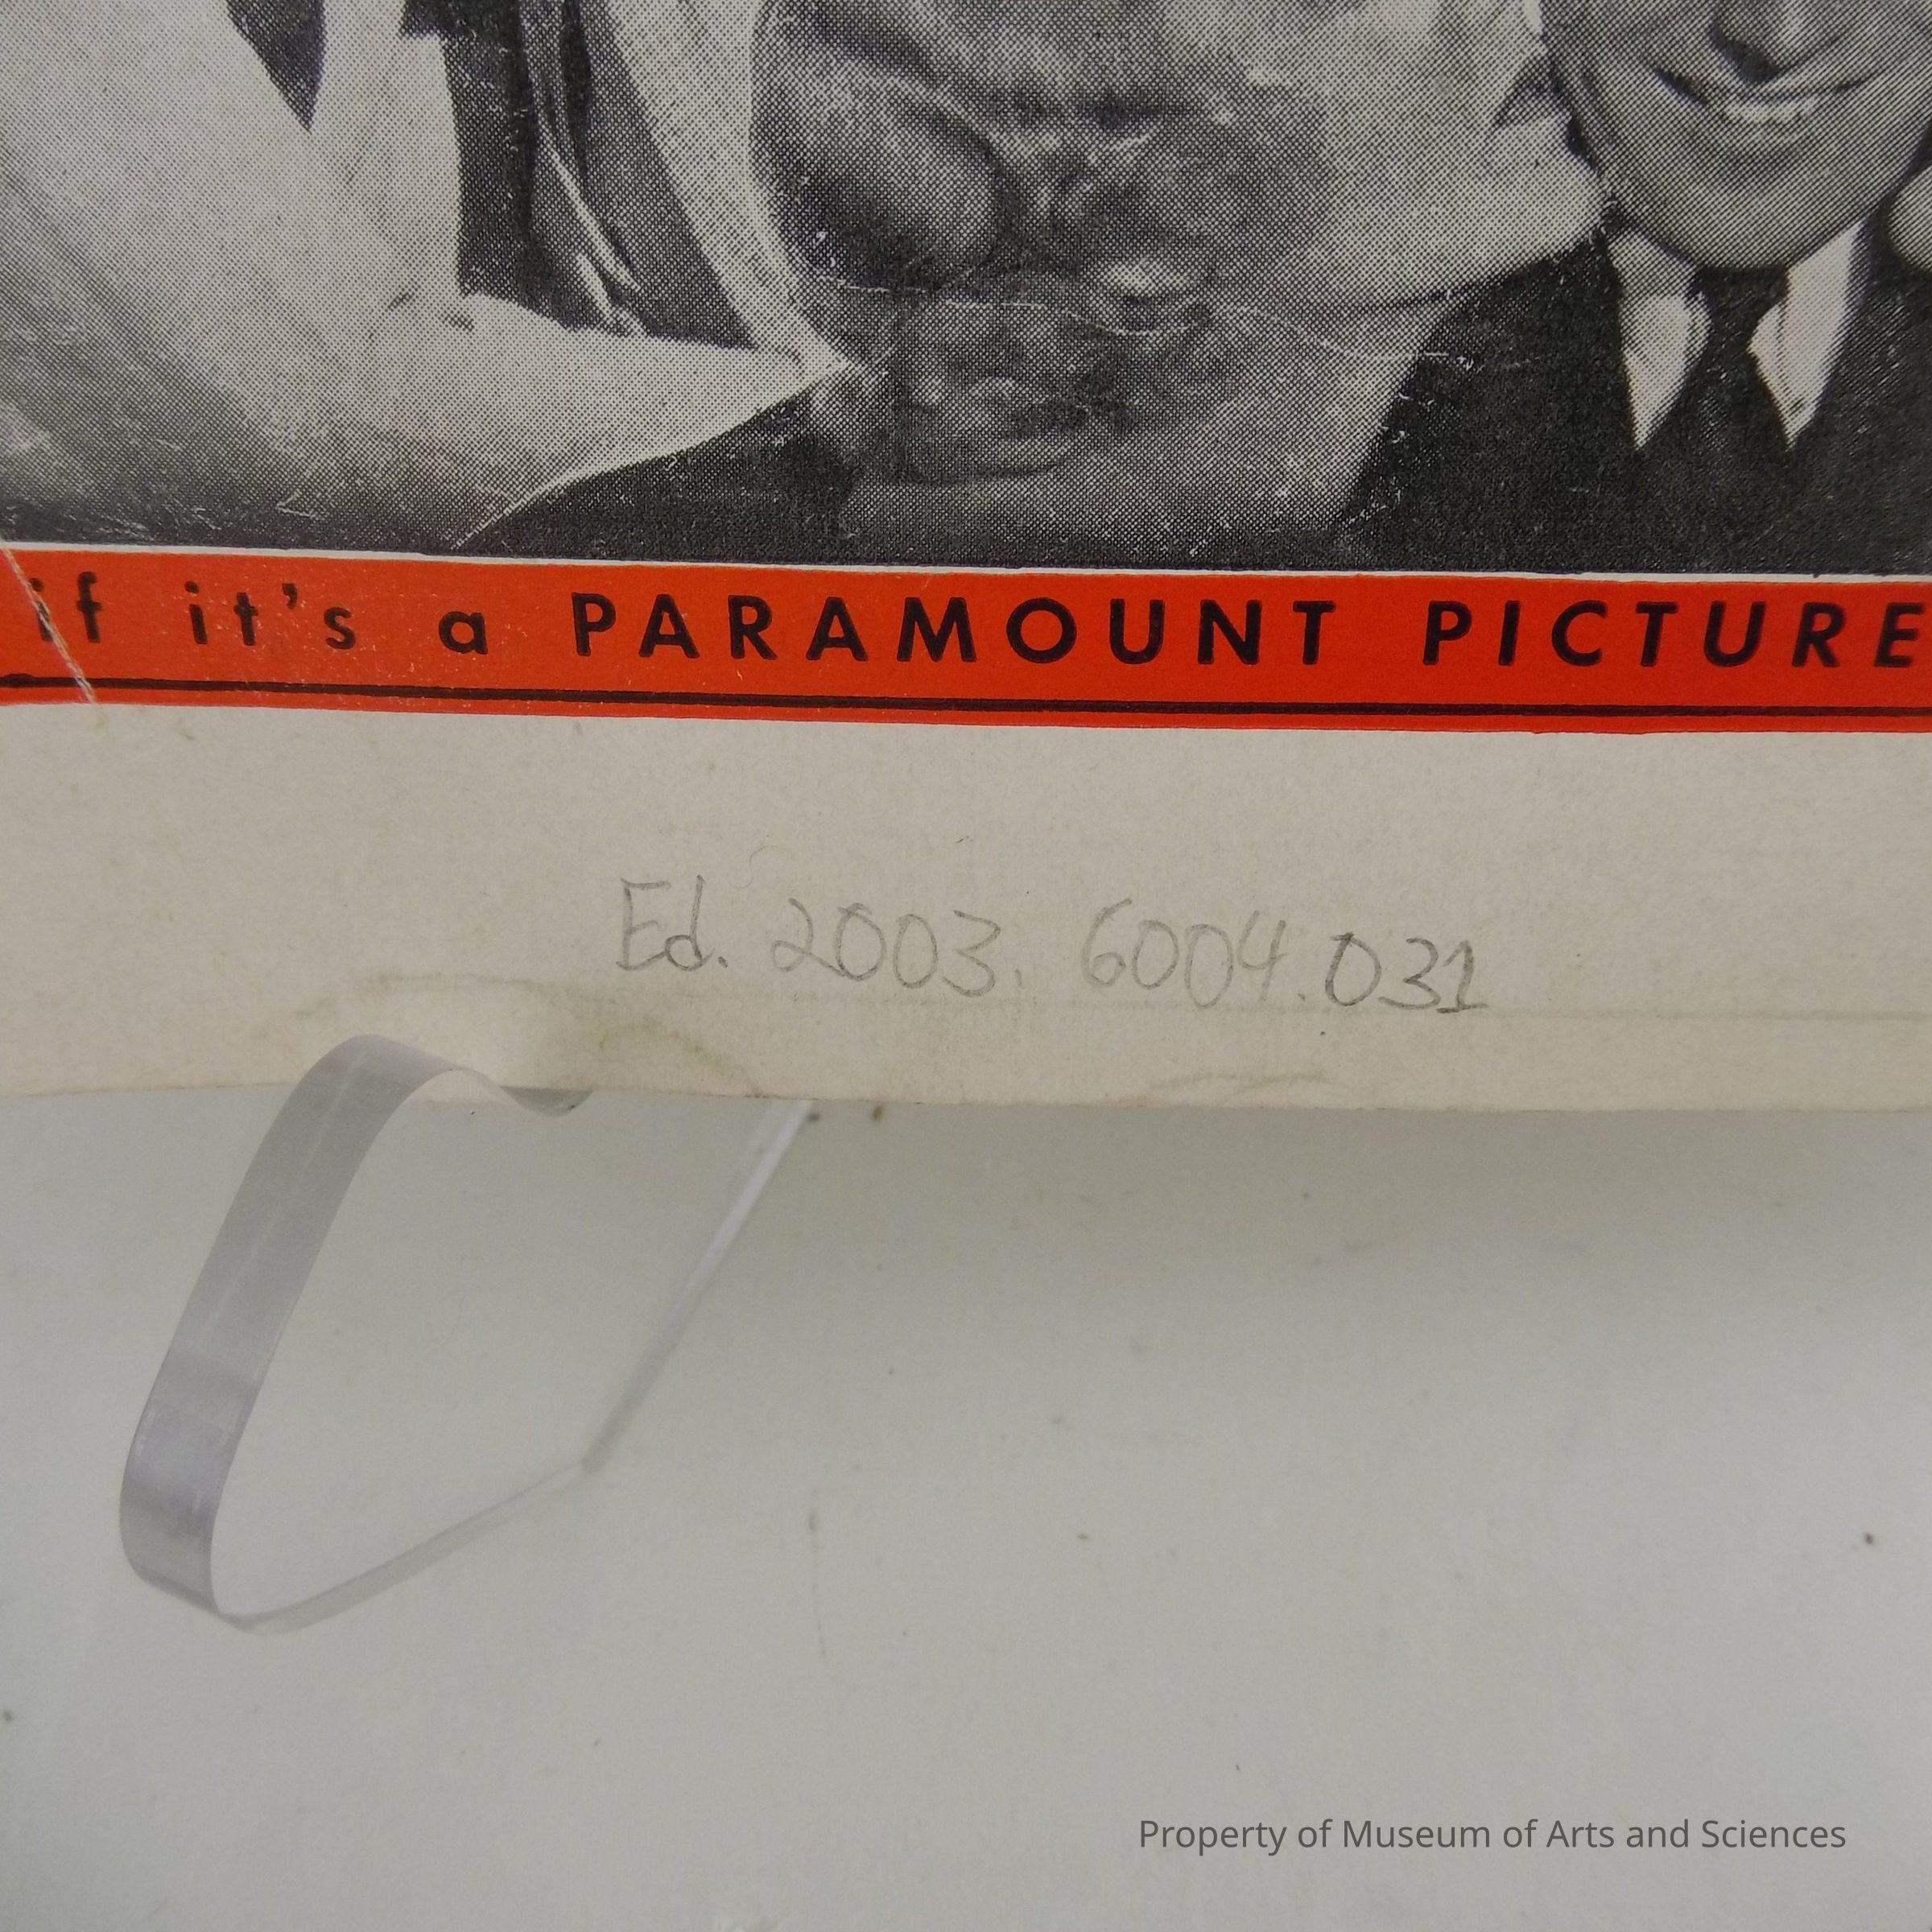 if it's a PARAMOUNT PICTURE
Ed. 2003. 6004.031
Property of Museum of Arts and Sciences